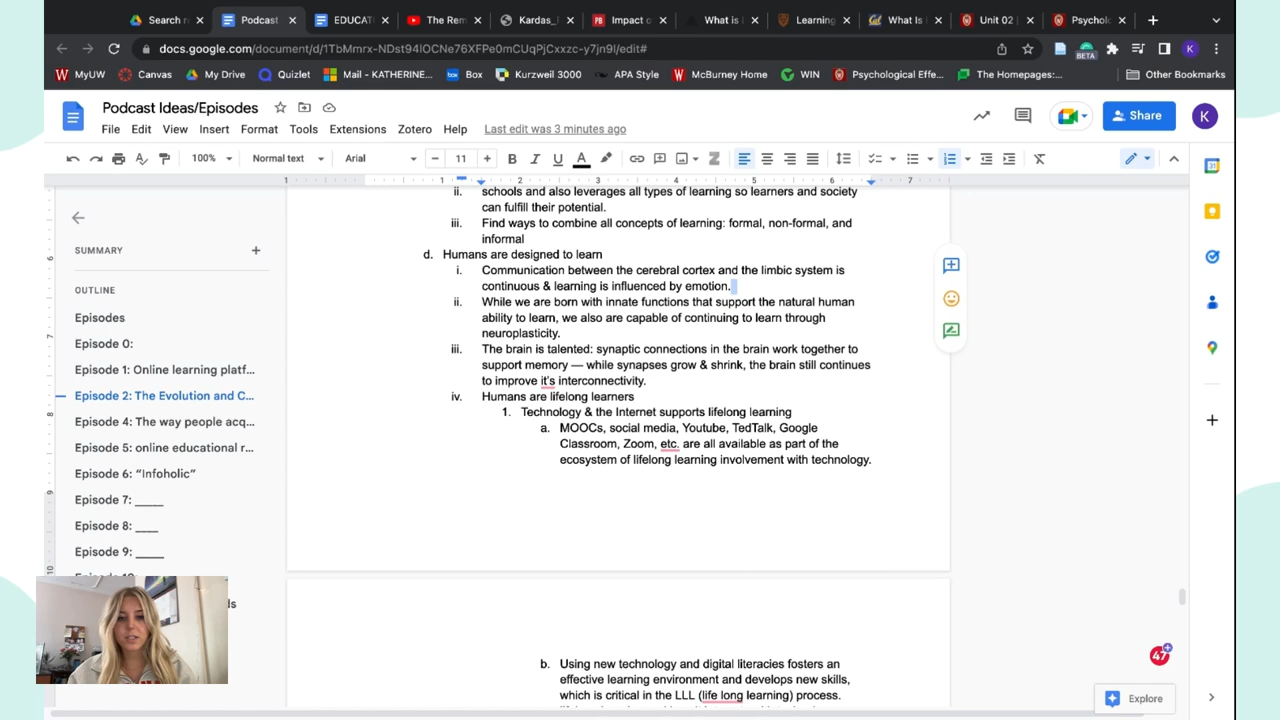 Search r
Podcast
EDUCAT
The Rem
Kardas_
Impact o
What is
Learning
What Is
Unit 02
Psychol
docs.google.com/document/d/1TbMmrx-NDst94lOCNe76XFPe0mCUqPjCxxzc-y7jn9l/edit#
K
MyUW
Canvas
My Drive
Quizlet
Mail - KATHERINE...
Box
Kurzweil 3000
APA Style
McBurney Home
WIN
Psychological Effe...
The Homepages:...
Other Bookmarks
BETA
Podcast Ideas/Episodes
File Edit View Insert Format Tools Extensions Zotero Help Last edit was 3 minutes ago
Share
K
100% Normal text Arial 11
1 1 2 3 4 5 6 7
SUMMARY
OUTLINE
Episodes
Episode 0:
Episode 1: Online learning platf...
Episode 2: The Evolution and C...
Episode 4: The way people acq...
Episode 5: online educational r...
Episode 6: “Infoholic”
Episode 7: _____
Episode 8: ____
Episode 9: _____
ds
ii. schools and also leverages all types of learning so learners and society
can fulfill their potential.
iii. Find ways to combine all concepts of learning: formal, non-formal, and
informal
d. Humans are designed to learn
i. Communication between the cerebral cortex and the limbic system is
continuous & learning is influenced by emotion.
ii. While we are born with innate functions that support the natural human
ability to learn, we also are capable of continuing to learn through
neuroplasticity.
iii. The brain is talented: synaptic connections in the brain work together to
support memory — while synapses grow & shrink, the brain still continues
to improve it’s interconnectivity.
iv. Humans are lifelong learners
1. Technology & the Internet supports lifelong learning
a. MOOCs, social media, Youtube, TedTalk, Google
Classroom, Zoom, etc. are all available as part of the
ecosystem of lifelong learning involvement with technology.
b. Using new technology and digital literacies fosters an
effective learning environment and develops new skills,
which is critical in the LLL (life long learning) process.
47
Explore